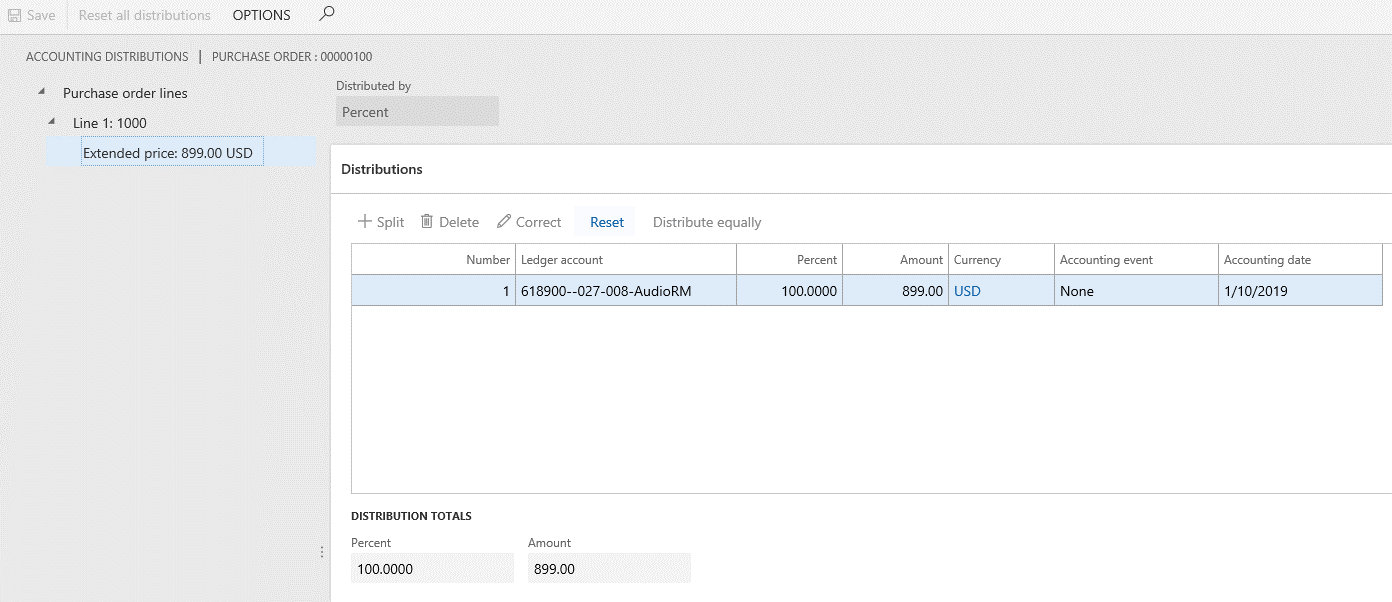 Save Reset all distributions OPTIONS
ACCOUNTING DISTRIBUTIONS | PURCHASE ORDER : 00000100
Purchase order lines
Line 1: 1000
Extended price: 899.00 USD
Distributed by
Percent
Distributions
Split Delete Correct Reset Distribute equally
Number Ledger account Percent Amount Currency Accounting event Accounting date
1 618900--027-008-AudioRM 100.0000 899.00 USD None 1/10/2019
DISTRIBUTION TOTALS
Percent Amount
100.0000 899.00